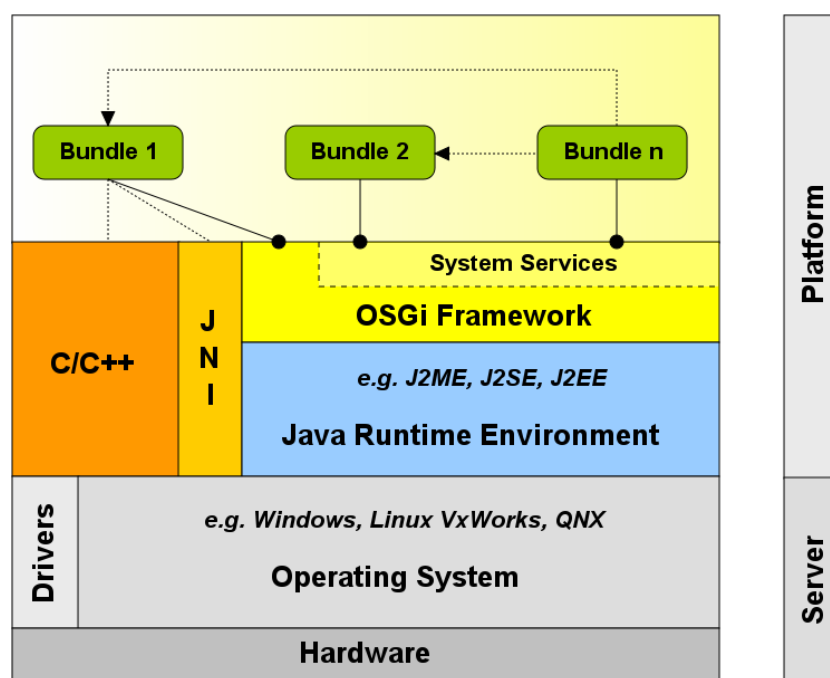 Bundle 1
Bundle 2
Bundle n
System Services
OSGi Framework
C/C++
J
N
I
e.g. J2ME, J2SE, J2EE
Java Runtime Environment
Drivers
e.g. Windows, Linux VxWorks, QNX
Operating System
Hardware
Platform
Server